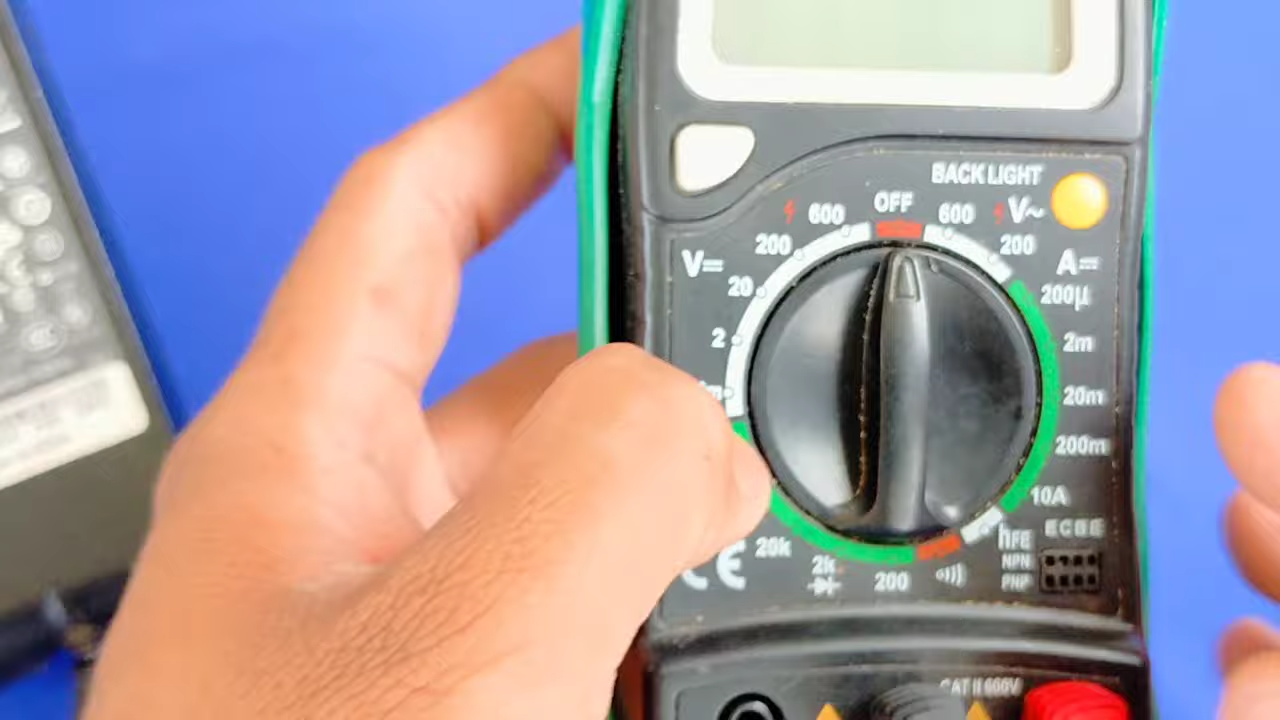 BACK LIGHT
OFF
600
600
V~
200
200
V=
A=
20
200µ
2
2m
20m
200m
10A
hFE
ECBE
NPN
PNP
20k
2k
200
CE
CAT II 600V